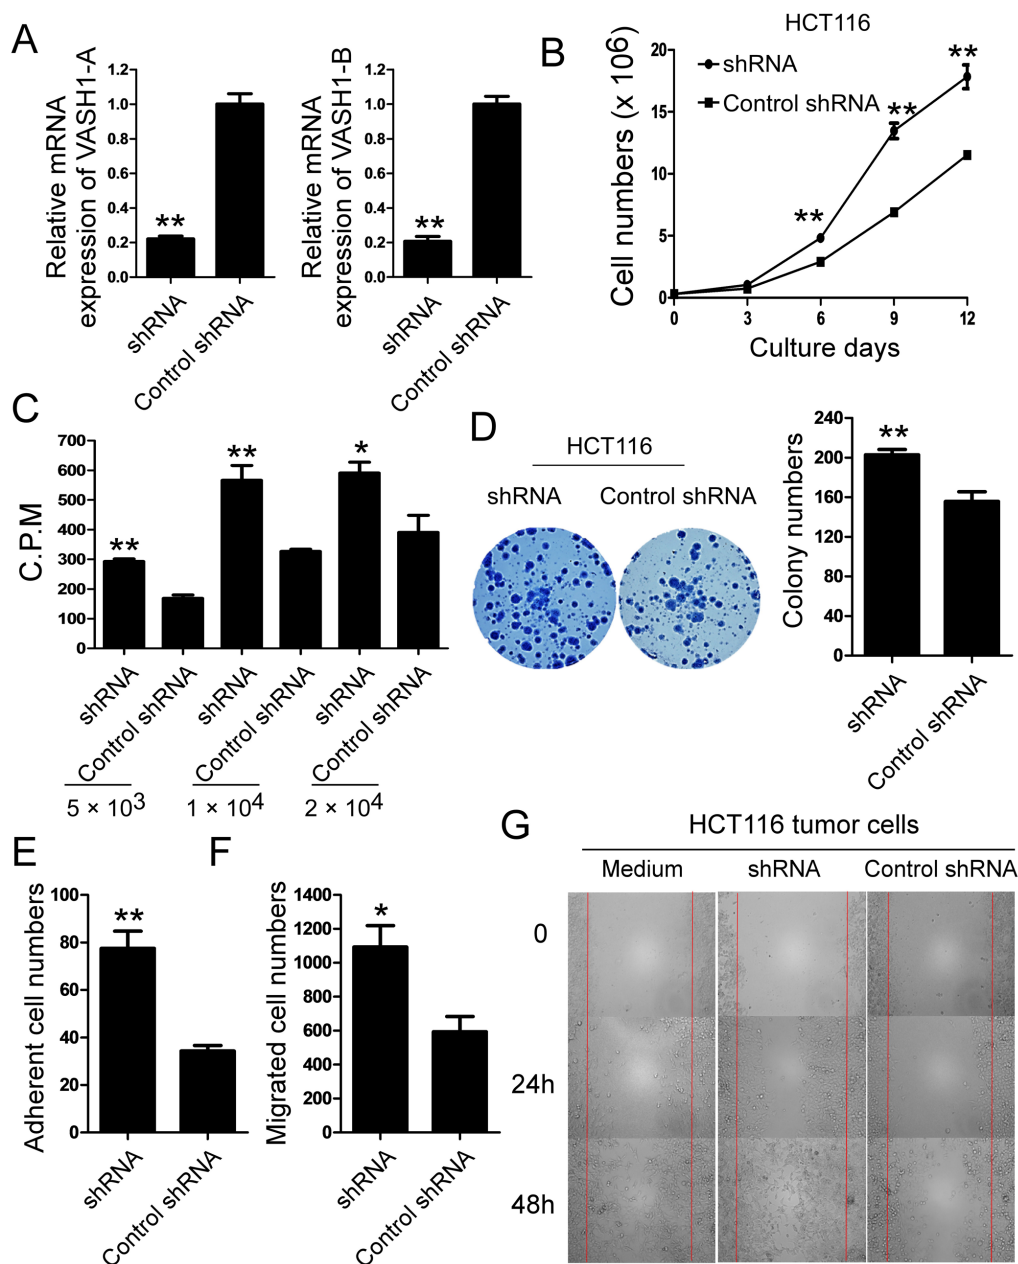 A
Relative mRNA
expression of VASH1-A
1.2
1.0
0.8
0.6
0.4
0.2
0.0
**
shRNA
Control shRNA
Relative mRNA
expression of VASH1-B
1.2
1.0
0.8
0.6
0.4
0.2
0.0
**
shRNA
Control shRNA
B
HCT116
Cell numbers (x 10⁶)
20
15
10
5
0
shRNA
Control shRNA
**
**
**
0 3 6 9 12
Culture days
C
C.P.M
700
600
500
400
300
200
100
0
**
**
*
shRNA
Control shRNA
shRNA
Control shRNA
shRNA
Control shRNA
5 × 10³
1 × 10⁴
2 × 10⁴
D
HCT116
shRNA Control shRNA
Colony numbers
240
200
160
120
80
40
0
**
shRNA
Control shRNA
E
Adherent cell numbers
100
80
60
40
20
0
**
shRNA
Control shRNA
F
Migrated cell numbers
1400
1200
1000
800
600
400
200
0
*
shRNA
Control shRNA
G
HCT116 tumor cells
Medium shRNA Control shRNA
0
24h
48h